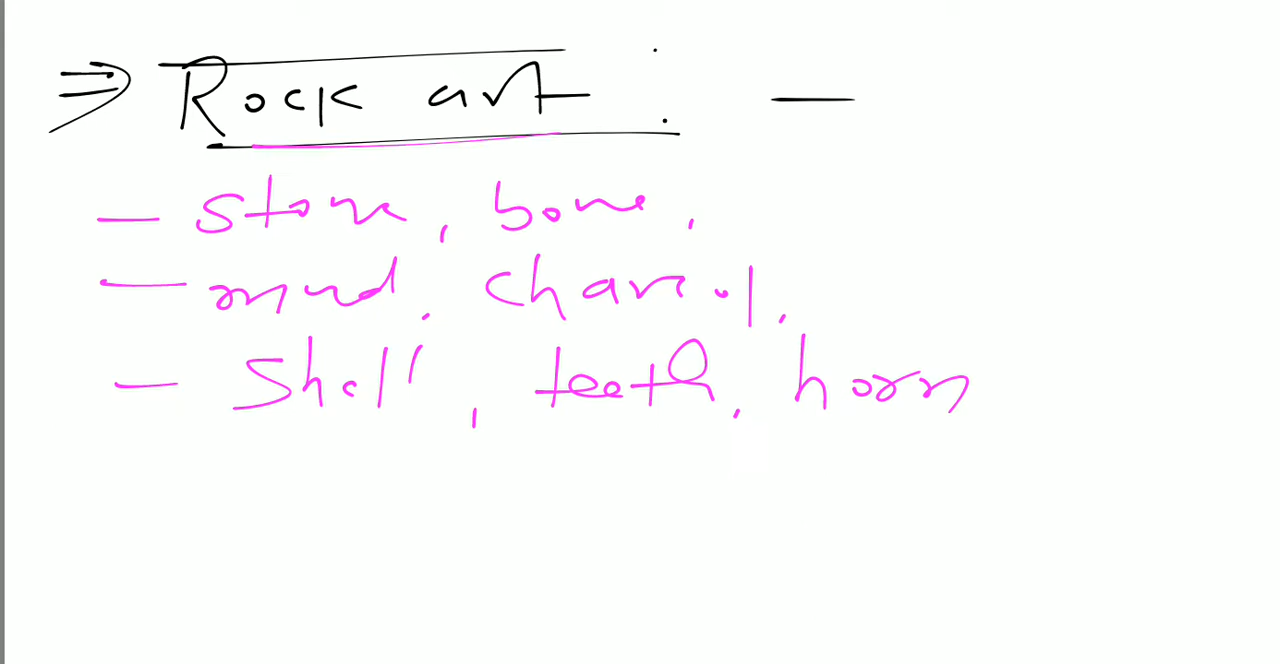 ⇒ Rock art : —
— stone, bone,
— mud, charcol,
— Shell, teeth, horn